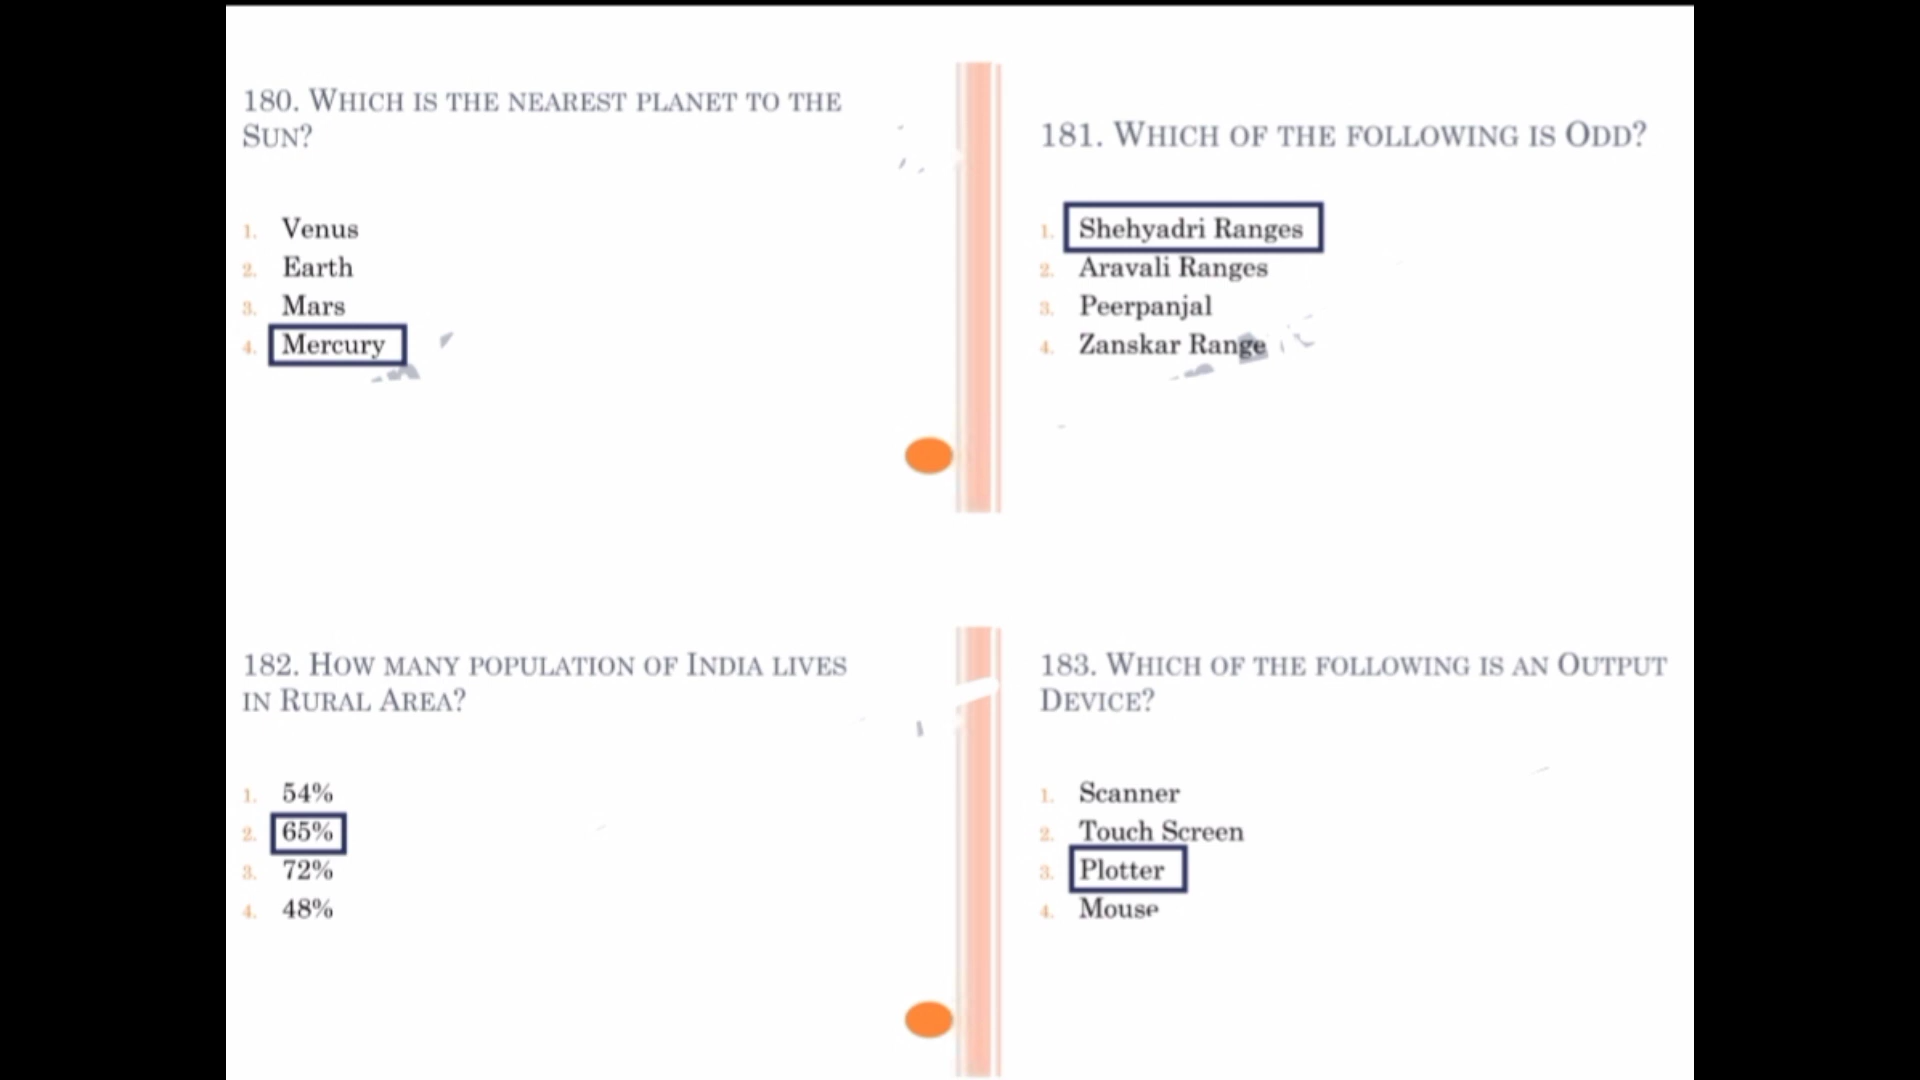 180. WHICH IS THE NEAREST PLANET TO THE
SUN?
1. Venus
2. Earth
3. Mars
4. Mercury
181. WHICH OF THE FOLLOWING IS ODD?
1. Shehyadri Ranges
2. Aravali Ranges
3. Peerpanjal
4. Zanskar Range
182. HOW MANY POPULATION OF INDIA LIVES
IN RURAL AREA?
1. 54%
2. 65%
3. 72%
4. 48%
183. WHICH OF THE FOLLOWING IS AN OUTPUT
DEVICE?
1. Scanner
2. Touch Screen
3. Plotter
4. Mouse